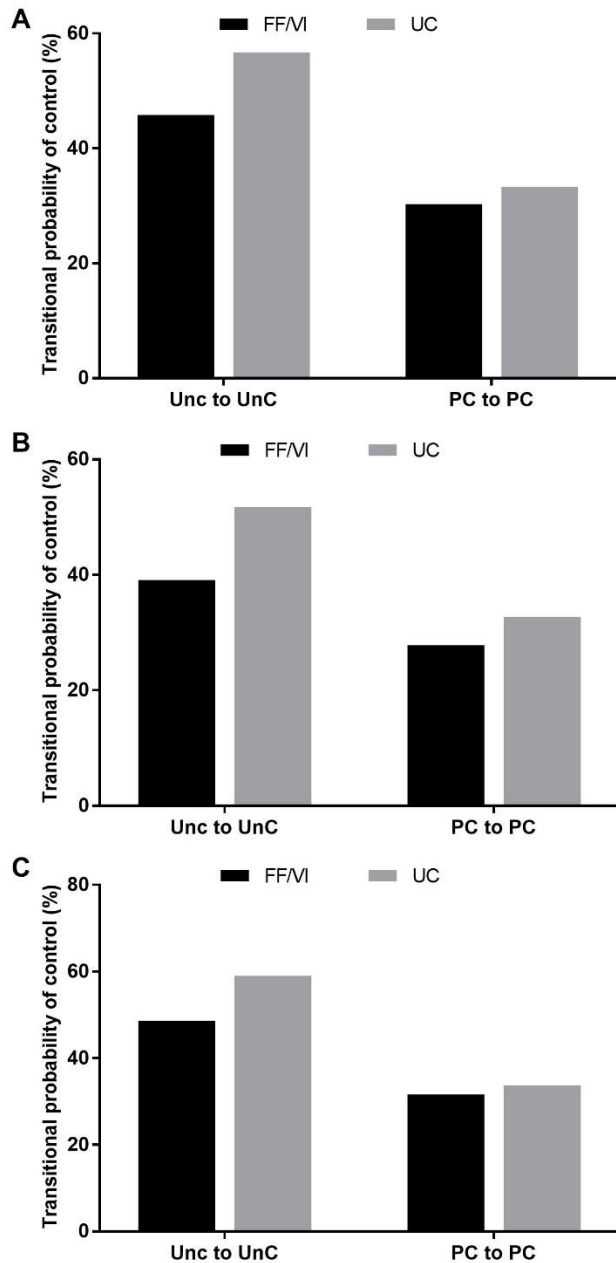 A
FF/VI UC
Transitional probability of control (%)
60
40
20
0
Unc to UnC PC to PC
B
FF/VI UC
Transitional probability of control (%)
60
40
20
0
Unc to UnC PC to PC
C
FF/VI UC
Transitional probability of control (%)
80
60
40
20
0
Unc to UnC PC to PC